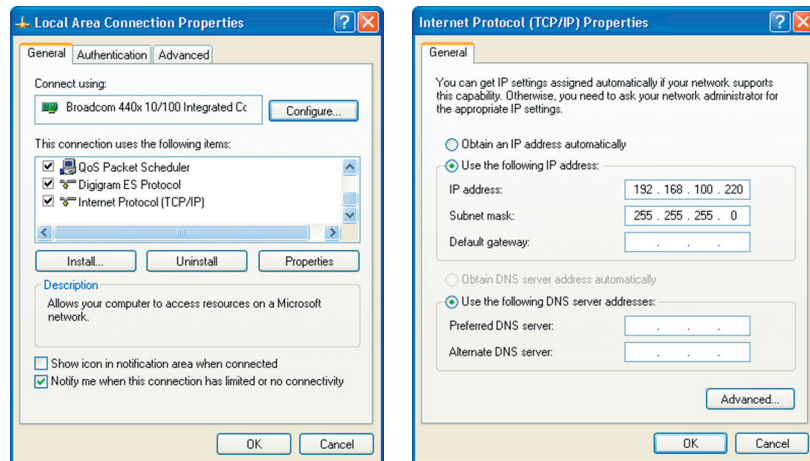 Local Area Connection Properties
General Authentication Advanced
Connect using:
Broadcom 440x 10/100 Integrated Cc
Configure...
This connection uses the following items:
QoS Packet Scheduler
Digigram ES Protocol
Internet Protocol (TCP/IP)
Install... Uninstall Properties
Description
Allows your computer to access resources on a Microsoft
network.
Show icon in notification area when connected
Notify me when this connection has limited or no connectivity
OK Cancel
Internet Protocol (TCP/IP) Properties
General
You can get IP settings assigned automatically if your network supports
this capability. Otherwise, you need to ask your network administrator for
the appropriate IP settings.
Obtain an IP address automatically
Use the following IP address:
IP address: 192 . 168 . 100 . 220
Subnet mask: 255 . 255 . 255 . 0
Default gateway: . . .
Obtain DNS server address automatically
Use the following DNS server addresses:
Preferred DNS server: . . .
Alternate DNS server: . . .
Advanced...
OK Cancel